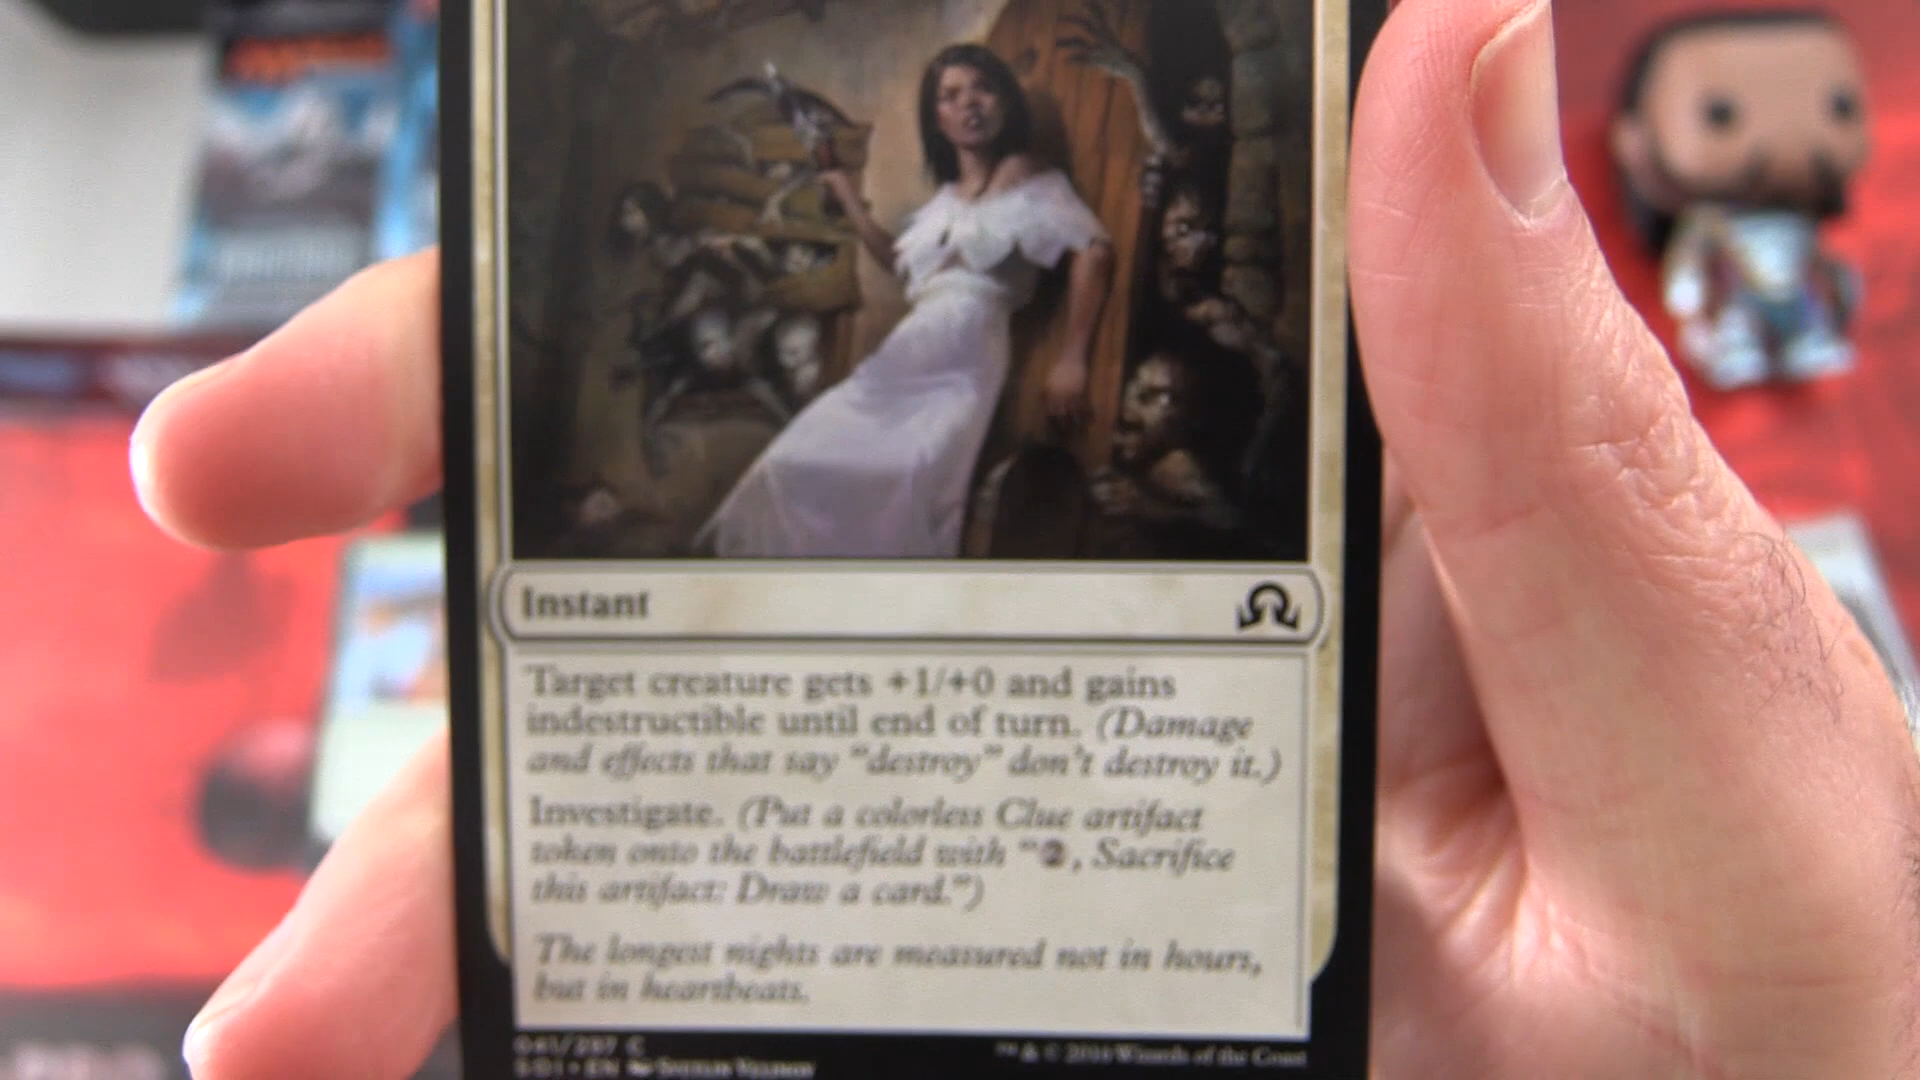 Instant
Target creature gets +1/+0 and gains
indestructible until end of turn. (Damage
and effects that say "destroy" don't destroy it.)
Investigate. (Put a colorless Clue artifact
token onto the battlefield with "2, Sacrifice
this artifact: Draw a card.")
The longest nights are measured not in hours,
but in heartbeats.
041/297 C
SOI • EN
™ & © 2016 Wizards of the Coast